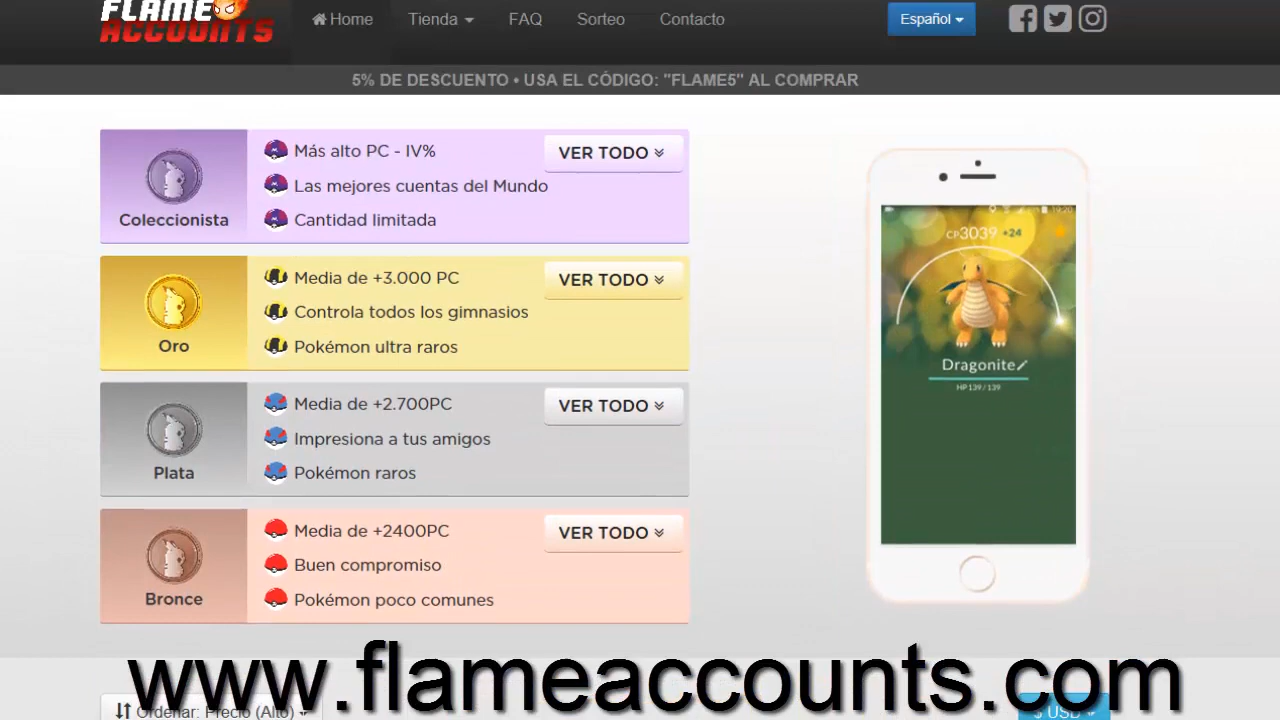 FLAME
ACCOUNTS
Home
Tienda
FAQ
Sorteo
Contacto
Español
5% DE DESCUENTO • USA EL CÓDIGO: "FLAME5" AL COMPRAR
Coleccionista
Más alto PC - IV%
Las mejores cuentas del Mundo
Cantidad limitada
VER TODO
Oro
Media de +3.000 PC
Controla todos los gimnasios
Pokémon ultra raros
VER TODO
Plata
Media de +2.700PC
Impresiona a tus amigos
Pokémon raros
VER TODO
Bronce
Media de +2400PC
Buen compromiso
Pokémon poco comunes
VER TODO
19:20
CP3039 +24
Dragonite
HP 139 / 139
www.flameaccounts.com
Ordenar: Precio (Alto)
$ USD